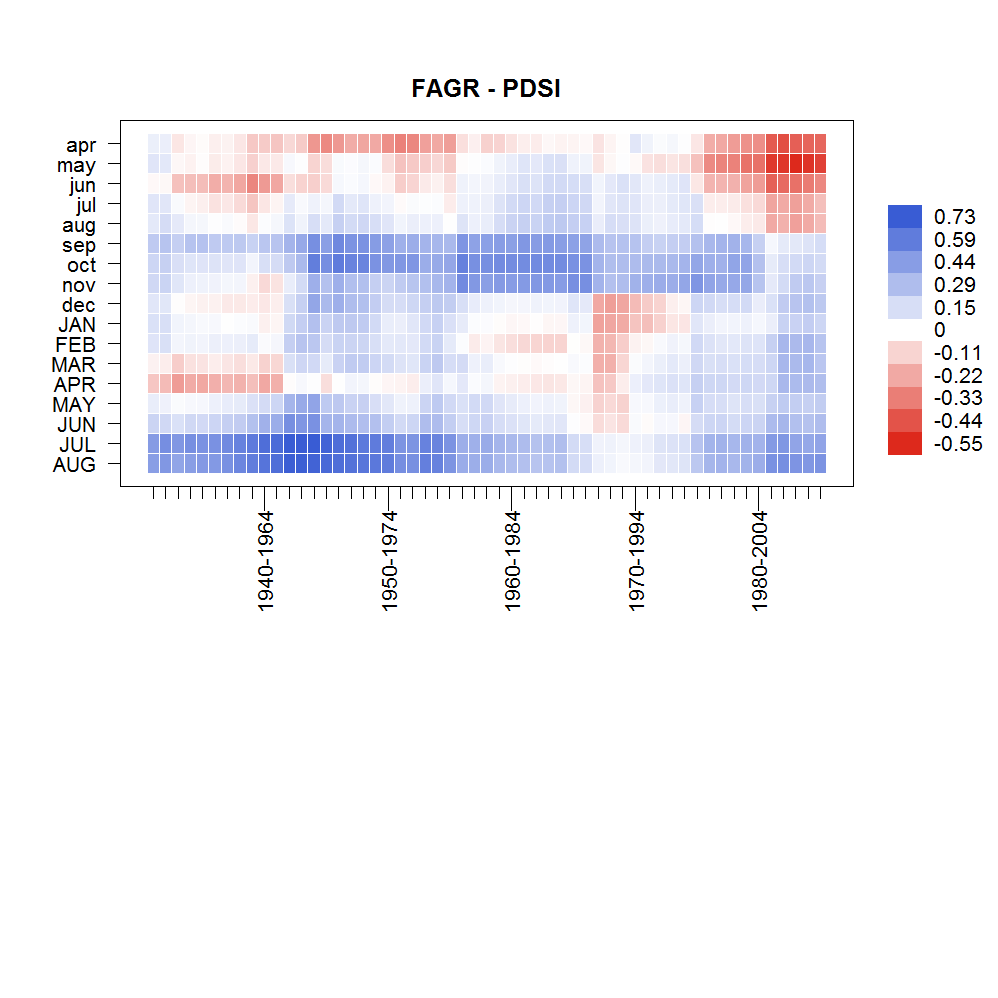 FAGR - PDSI
apr
may
jun
jul
aug
sep
oct
nov
dec
JAN
FEB
MAR
APR
MAY
JUN
JUL
AUG
0.73
0.59
0.44
0.29
0.15
0
-0.11
-0.22
-0.33
-0.44
-0.55
1940-1964
1950-1974
1960-1984
1970-1994
1980-2004